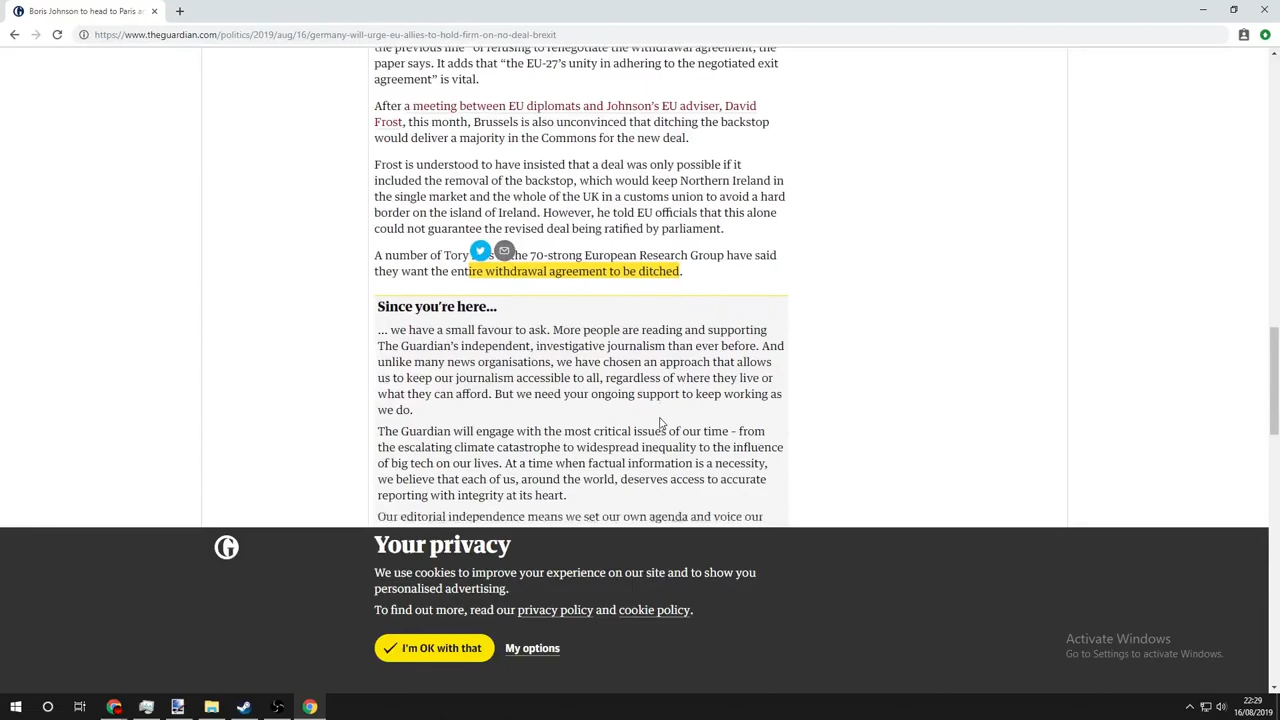 Boris Johnson to head to Paris a
https://www.theguardian.com/politics/2019/aug/16/germany-will-urge-eu-allies-to-hold-firm-on-no-deal-brexit
the previous line" of refusing to renegotiate the withdrawal agreement, the
paper says. It adds that “the EU-27’s unity in adhering to the negotiated exit
agreement” is vital.
After a meeting between EU diplomats and Johnson’s EU adviser, David
Frost, this month, Brussels is also unconvinced that ditching the backstop
would deliver a majority in the Commons for the new deal.
Frost is understood to have insisted that a deal was only possible if it
included the removal of the backstop, which would keep Northern Ireland in
the single market and the whole of the UK in a customs union to avoid a hard
border on the island of Ireland. However, he told EU officials that this alone
could not guarantee the revised deal being ratified by parliament.
A number of Tory the 70-strong European Research Group have said
they want the entire withdrawal agreement to be ditched.
Since you’re here...
... we have a small favour to ask. More people are reading and supporting
The Guardian’s independent, investigative journalism than ever before. And
unlike many news organisations, we have chosen an approach that allows
us to keep our journalism accessible to all, regardless of where they live or
what they can afford. But we need your ongoing support to keep working as
we do.
The Guardian will engage with the most critical issues of our time – from
the escalating climate catastrophe to widespread inequality to the influence
of big tech on our lives. At a time when factual information is a necessity,
we believe that each of us, around the world, deserves access to accurate
reporting with integrity at its heart.
Our editorial independence means we set our own agenda and voice our
Your privacy
We use cookies to improve your experience on our site and to show you
personalised advertising.
To find out more, read our privacy policy and cookie policy.
I'm OK with that
My options
Activate Windows
Go to Settings to activate Windows.
22:29
16/08/2019